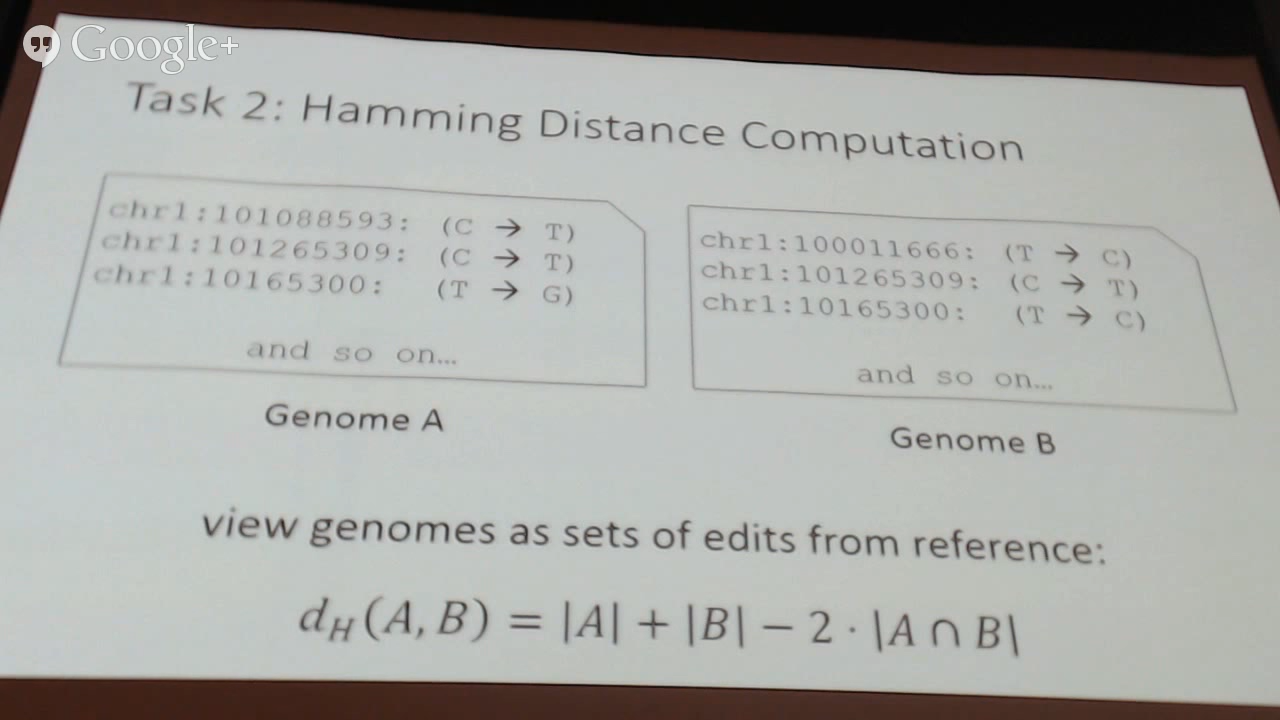 Google+
Task 2: Hamming Distance Computation
chr1:101088593: (C → T)
chr1:101265309: (C → T)
chr1:10165300: (T → G)
and so on...
Genome A
chr1:100011666: (T → C)
chr1:101265309: (C → T)
chr1:10165300: (T → C)
and so on...
Genome B
view genomes as sets of edits from reference:
d_H(A, B) = |A| + |B| − 2 · |A ∩ B|